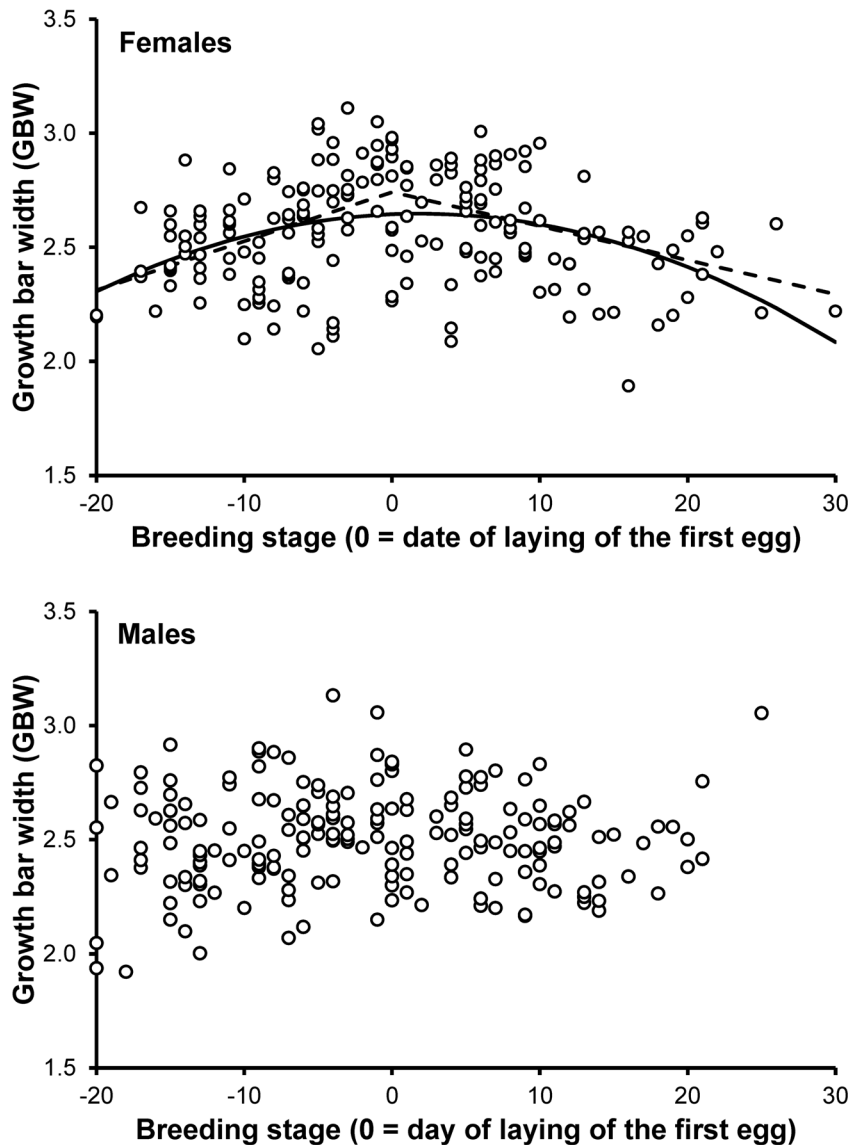 Females
3.5
3.0
2.5
2.0
1.5
Growth bar width (GBW)
-20 -10 0 10 20 30
Breeding stage (0 = date of laying of the first egg)
Males
3.5
3.0
2.5
2.0
1.5
Growth bar width (GBW)
-20 -10 0 10 20 30
Breeding stage (0 = day of laying of the first egg)